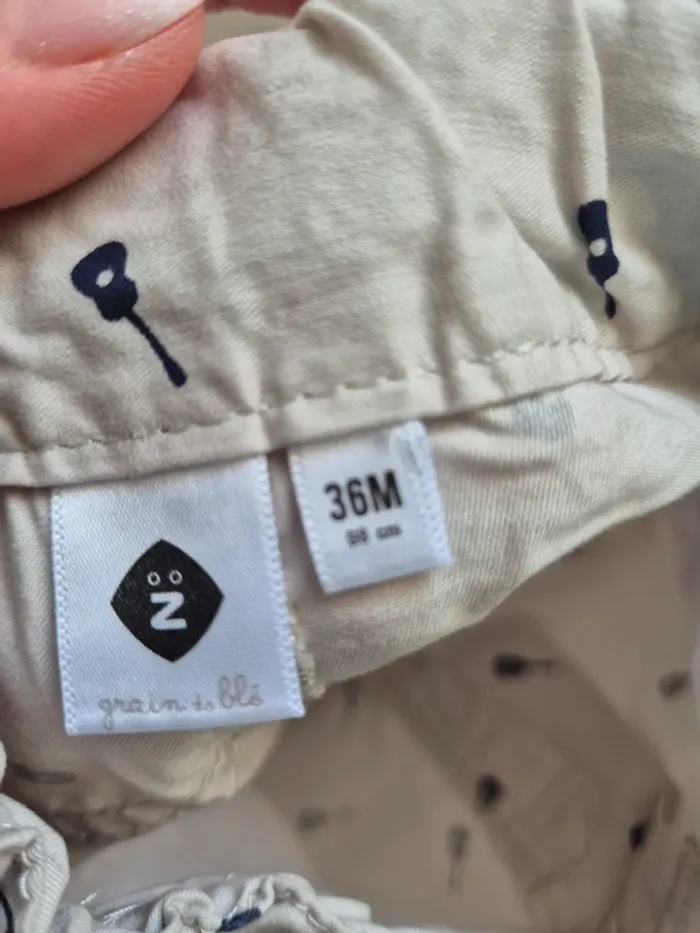 Z
grain de blé
36M
98 cm